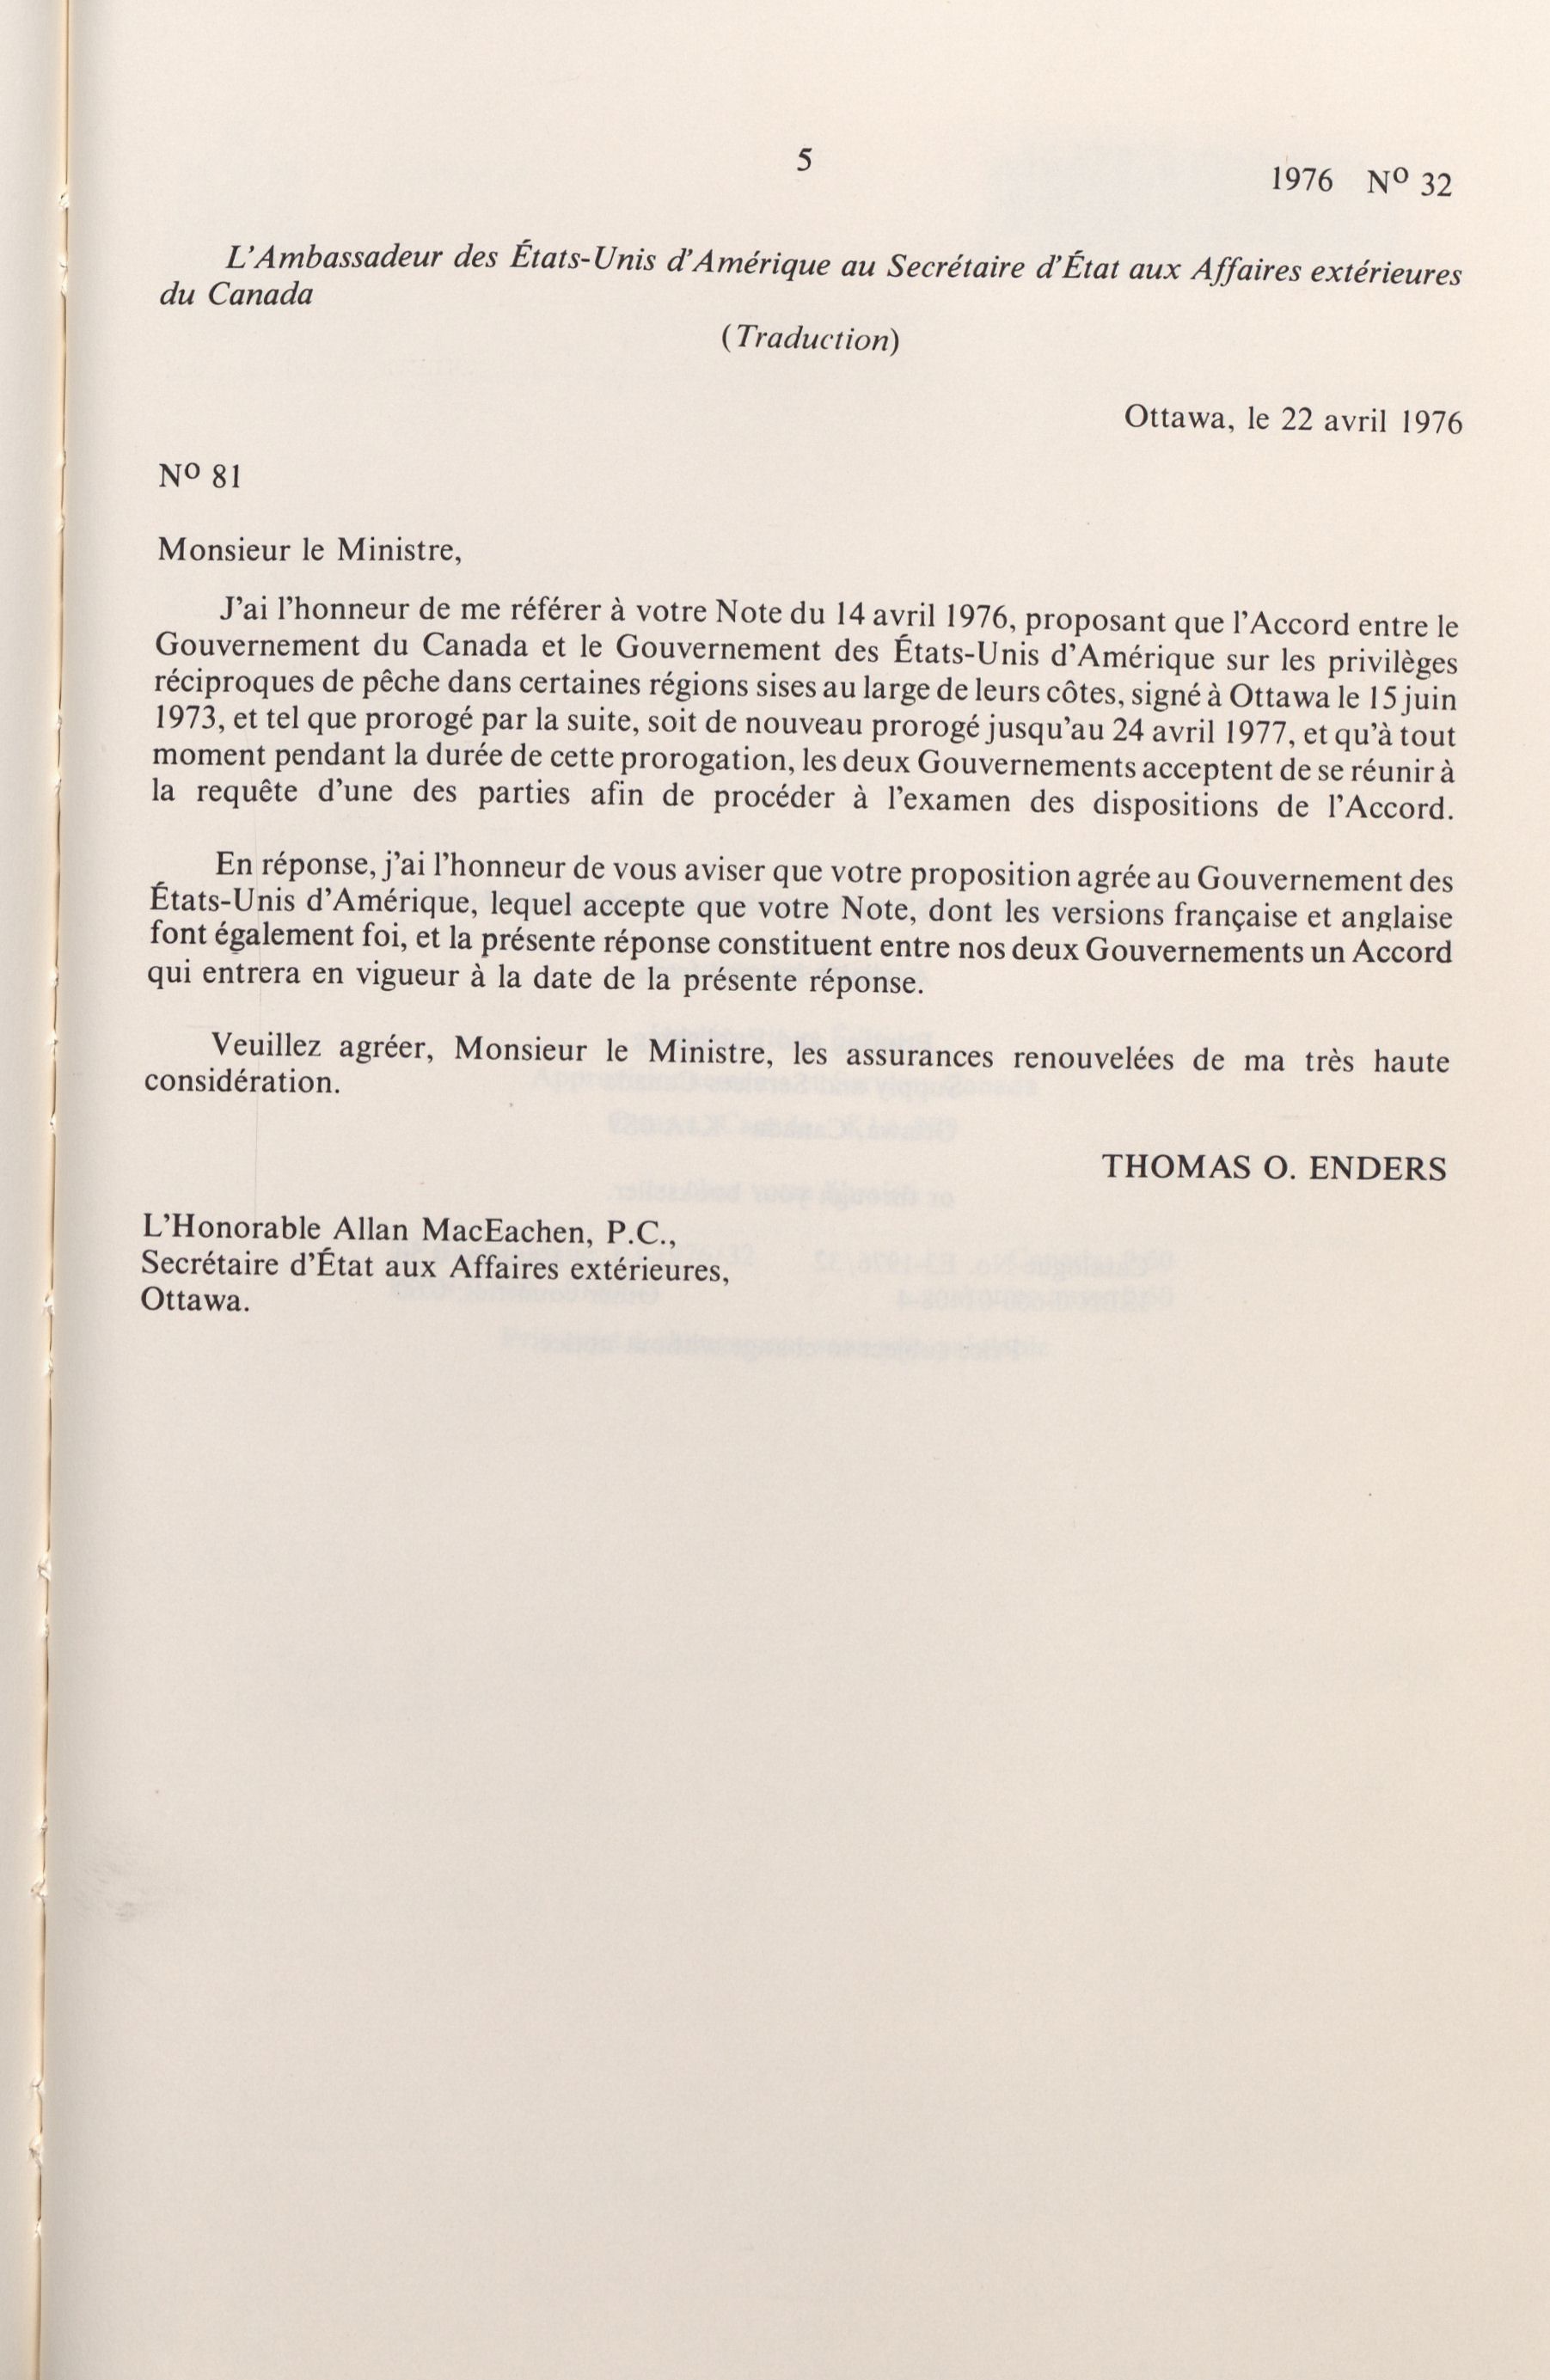 5
1976 Nº 32
L'Ambassadeur des États-Unis d'Amérique au Secrétaire d'État aux Affaires extérieures
du Canada
(Traduction)
Ottawa, le 22 avril 1976
Nº 81
Monsieur le Ministre,
J'ai l'honneur de me référer à votre Note du 14 avril 1976, proposant que l'Accord entre le
Gouvernement du Canada et le Gouvernement des États-Unis d'Amérique sur les privilèges
réciproques de pêche dans certaines régions sises au large de leurs côtes, signé à Ottawa le 15 juin
1973, et tel que prorogé par la suite, soit de nouveau prorogé jusqu'au 24 avril 1977, et qu'à tout
moment pendant la durée de cette prorogation, les deux Gouvernements acceptent de se réunir à
la requête d'une des parties afin de procéder à l'examen des dispositions de l'Accord.
En réponse, j'ai l'honneur de vous aviser que votre proposition agrée au Gouvernement des
États-Unis d'Amérique, lequel accepte que votre Note, dont les versions française et anglaise
font également foi, et la présente réponse constituent entre nos deux Gouvernements un Accord
qui entrera en vigueur à la date de la présente réponse.
Veuillez agréer, Monsieur le Ministre, les assurances renouvelées de ma très haute
considération.
THOMAS O. ENDERS
L'Honorable Allan MacEachen, P.C.,
Secrétaire d'État aux Affaires extérieures,
Ottawa.